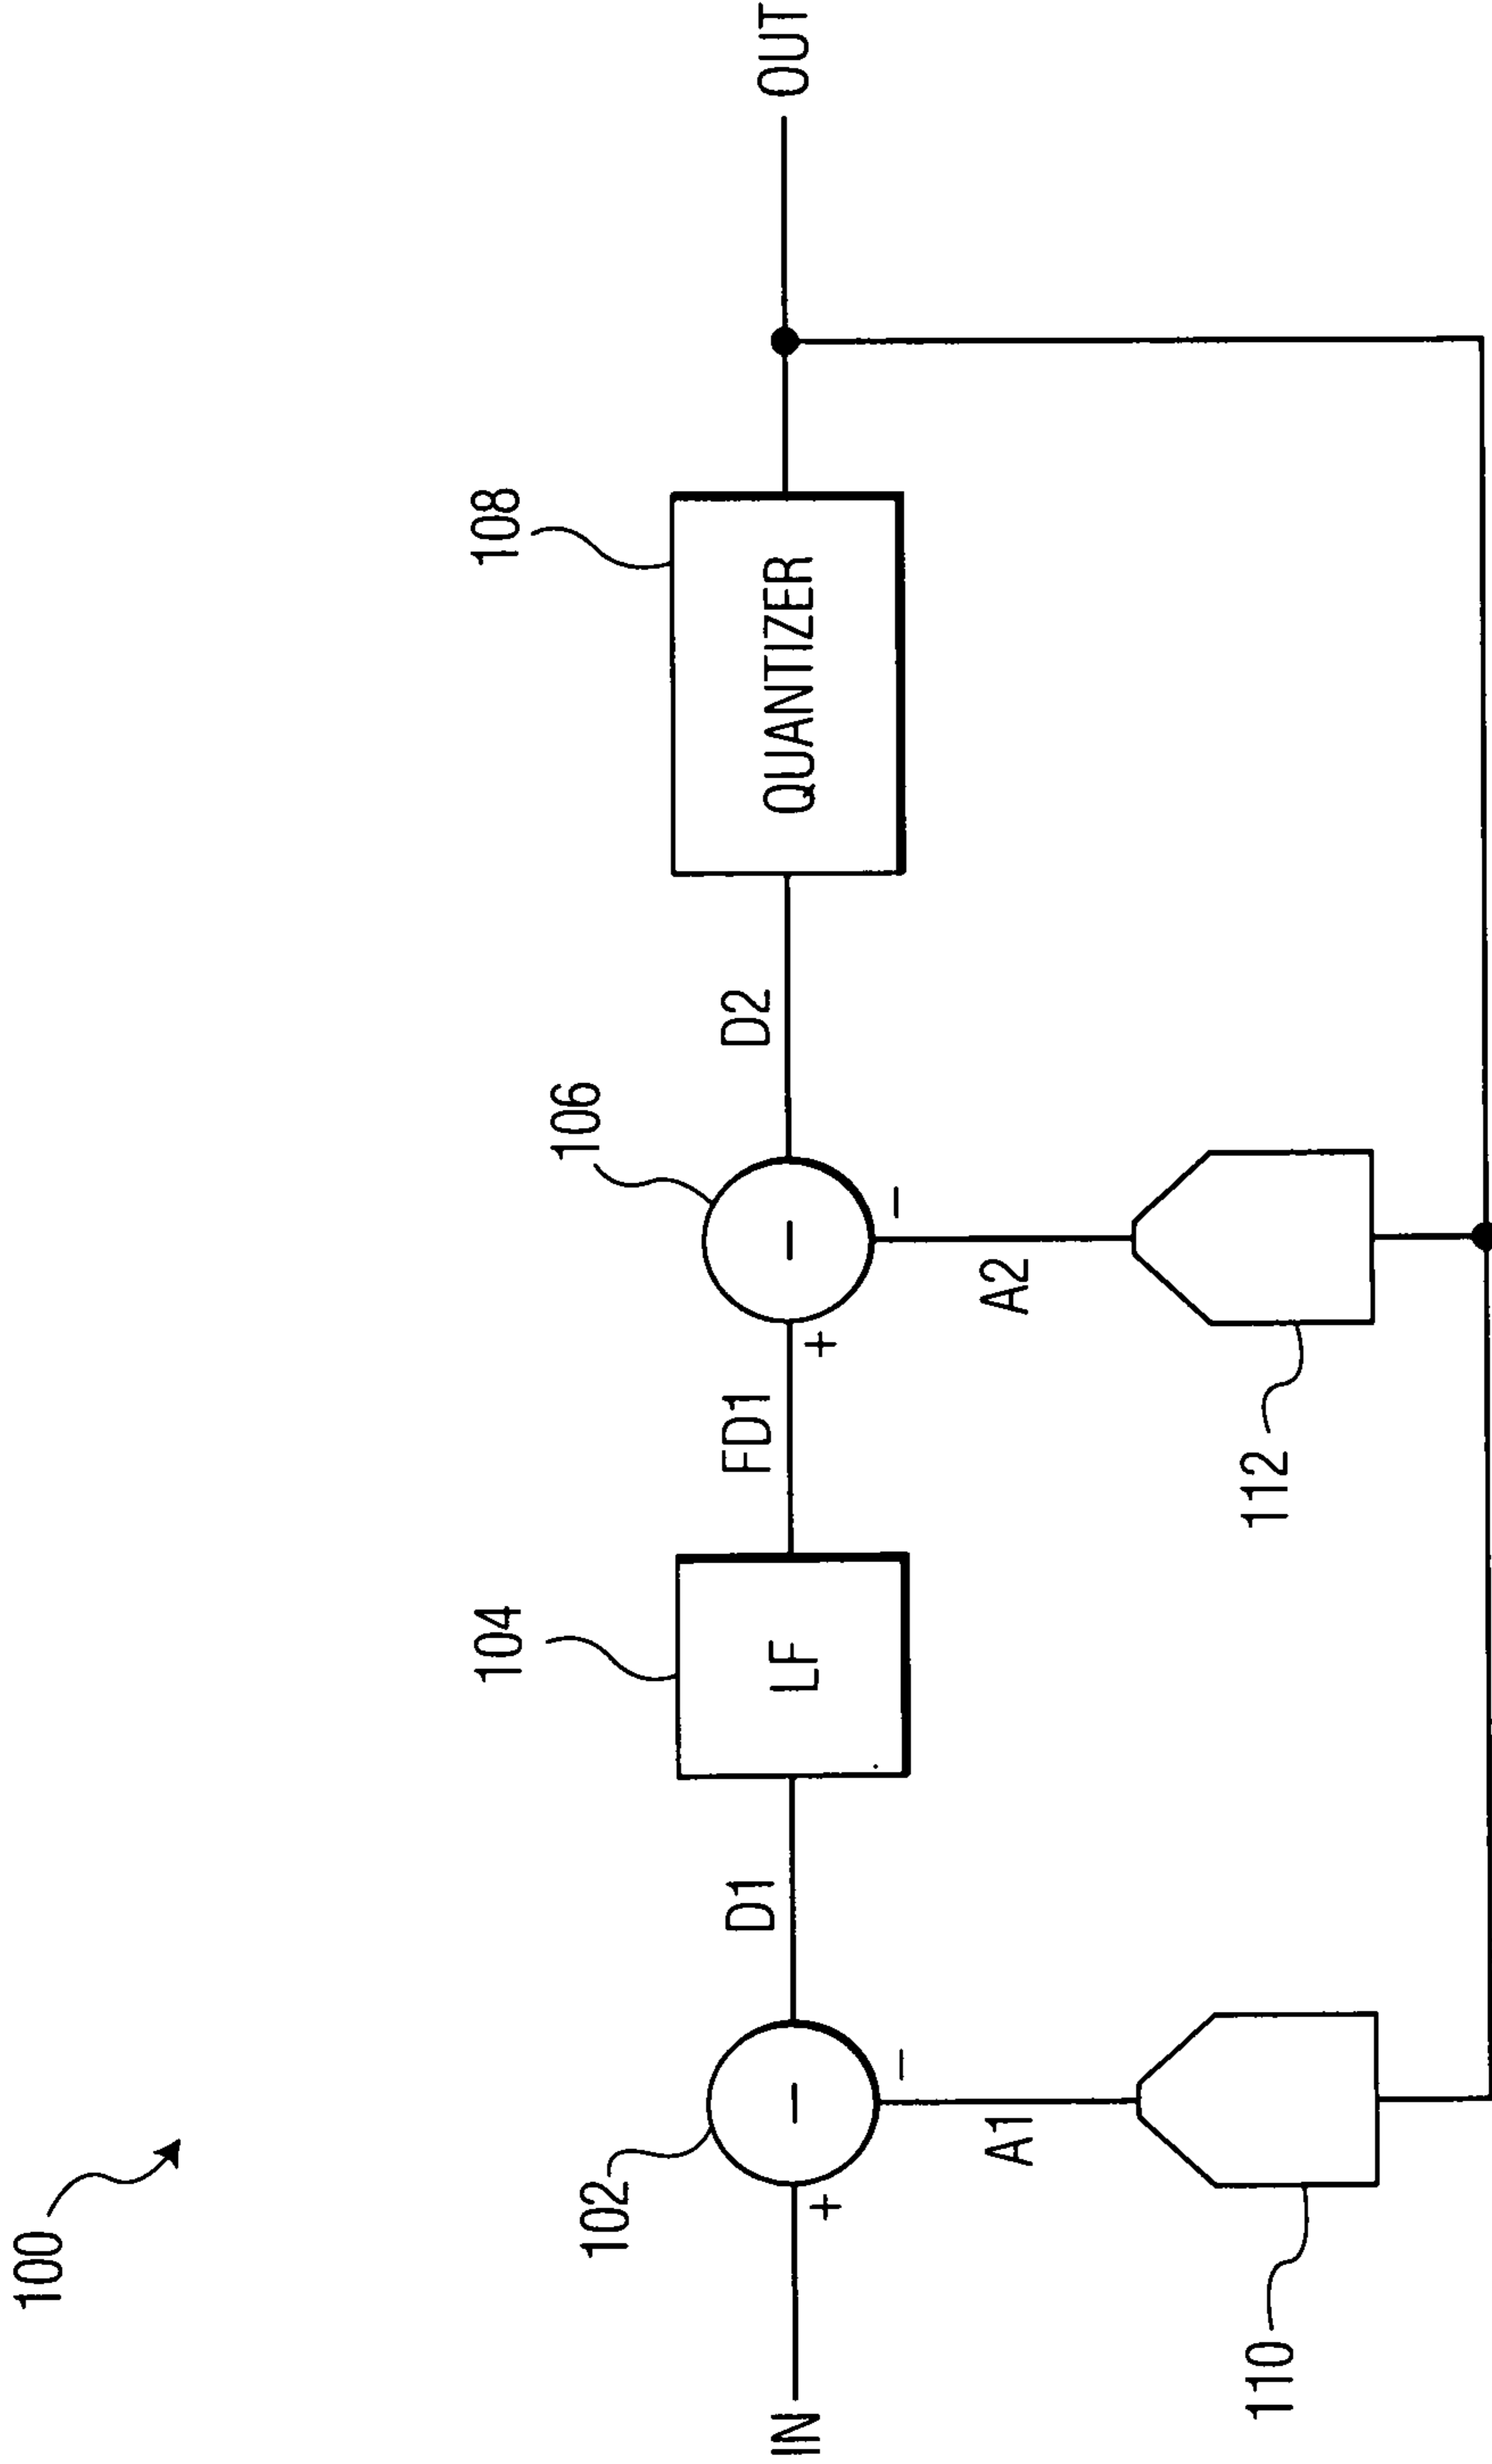 100
108
106
104
102
IN
+
−
−
D1
LF
FD1
+
−
−
D2
QUANTIZER
OUT
A1
A2
110
112